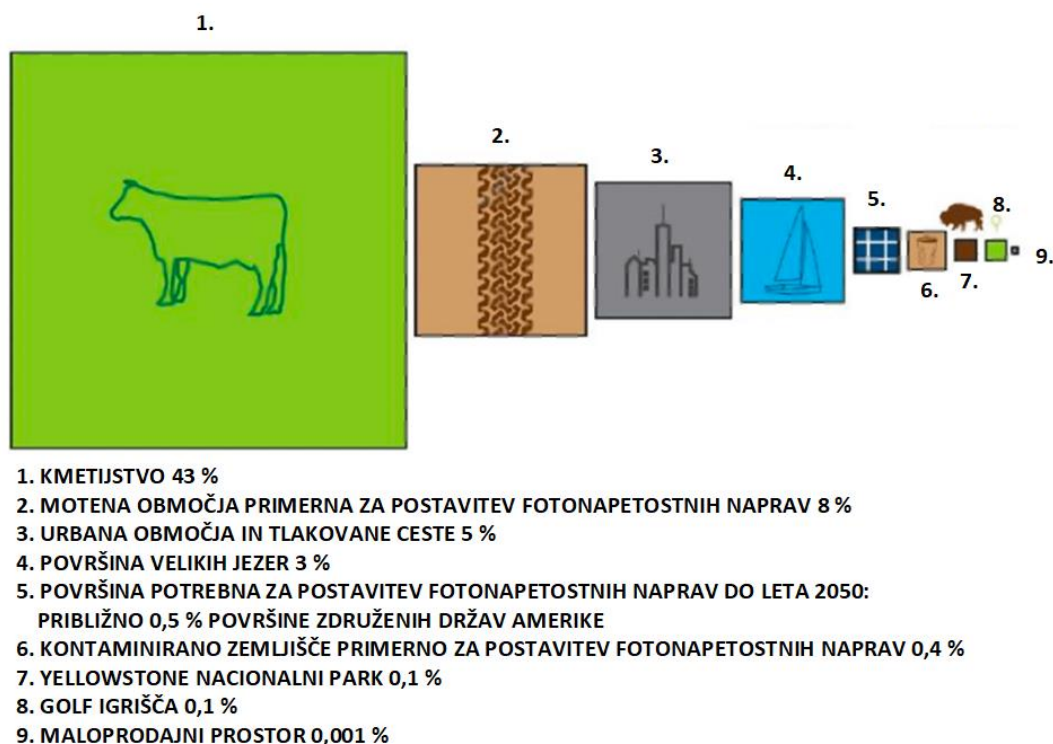 1.
2.
3.
4.
5.
6.
7.
8.
9.
1. KMETIJSTVO 43 %
2. MOTENA OBMOČJA PRIMERNA ZA POSTAVITEV FOTONAPETOSTNIH NAPRAV 8 %
3. URBANA OBMOČJA IN TLAKOVANE CESTE 5 %
4. POVRŠINA VELIKIH JEZER 3 %
5. POVRŠINA POTREBNA ZA POSTAVITEV FOTONAPETOSTNIH NAPRAV DO LETA 2050:
PRIBLIŽNO 0,5 % POVRŠINE ZDRUŽENIH DRŽAV AMERIKE
6. KONTAMINIRANO ZEMLJIŠČE PRIMERNO ZA POSTAVITEV FOTONAPETOSTNIH NAPRAV 0,4 %
7. YELLOWSTONE NACIONALNI PARK 0,1 %
8. GOLF IGRIŠČA 0,1 %
9. MALOPRODAJNI PROSTOR 0,001 %